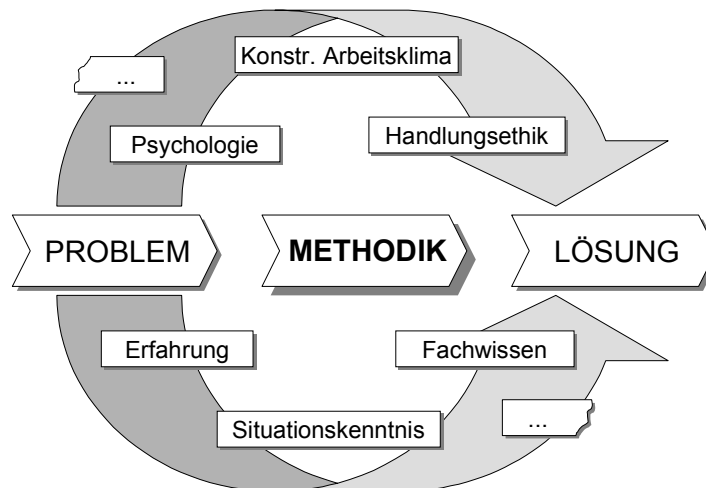 Konstr. Arbeitsklima
...
Psychologie
Handlungsethik
PROBLEM
METHODIK
LÖSUNG
Erfahrung
Fachwissen
Situationskenntnis
...